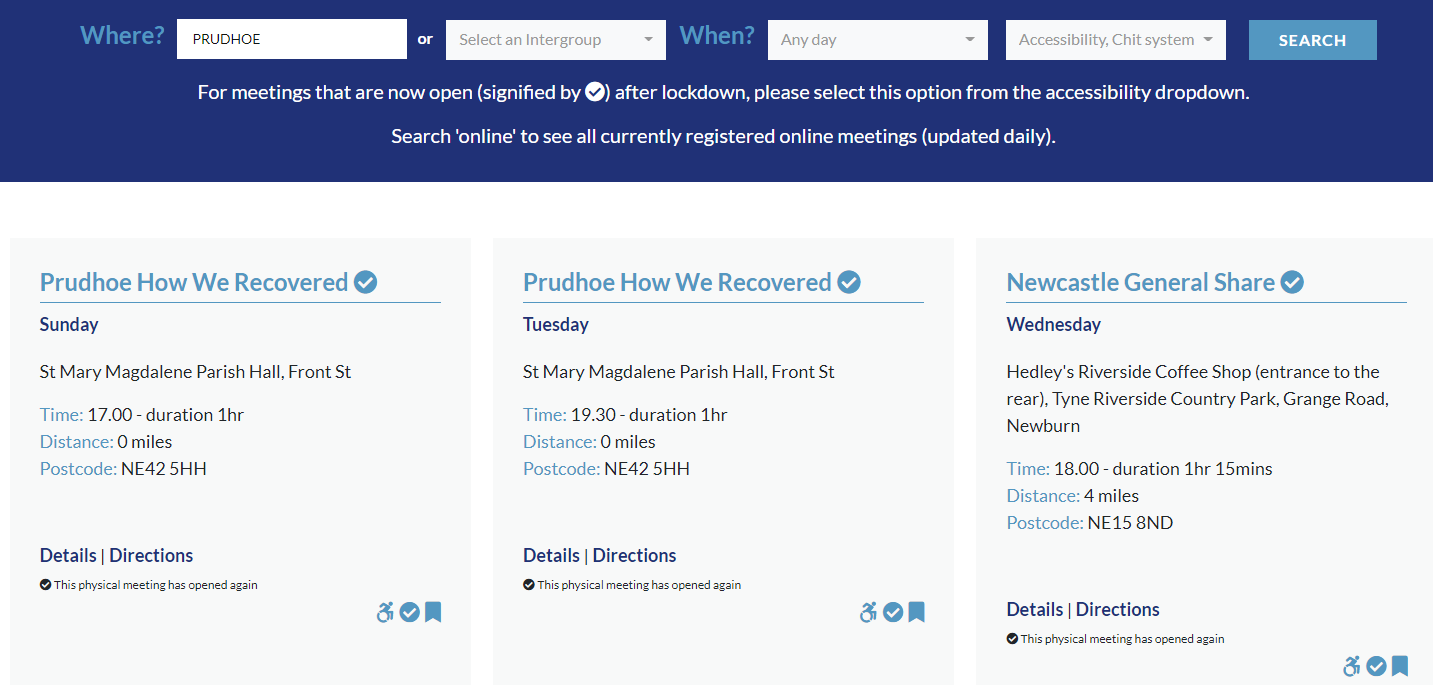 Where? PRUDHOE or Select an Intergroup When? Any day Accessibility, Chit system SEARCH
For meetings that are now open (signified by ) after lockdown, please select this option from the accessibility dropdown.
Search 'online' to see all currently registered online meetings (updated daily).
Prudhoe How We Recovered
Sunday
St Mary Magdalene Parish Hall, Front St
Time: 17.00 - duration 1hr
Distance: 0 miles
Postcode: NE42 5HH
Details | Directions
This physical meeting has opened again
Prudhoe How We Recovered
Tuesday
St Mary Magdalene Parish Hall, Front St
Time: 19.30 - duration 1hr
Distance: 0 miles
Postcode: NE42 5HH
Details | Directions
This physical meeting has opened again
Newcastle General Share
Wednesday
Hedley's Riverside Coffee Shop (entrance to the
rear), Tyne Riverside Country Park, Grange Road,
Newburn
Time: 18.00 - duration 1hr 15mins
Distance: 4 miles
Postcode: NE15 8ND
Details | Directions
This physical meeting has opened again